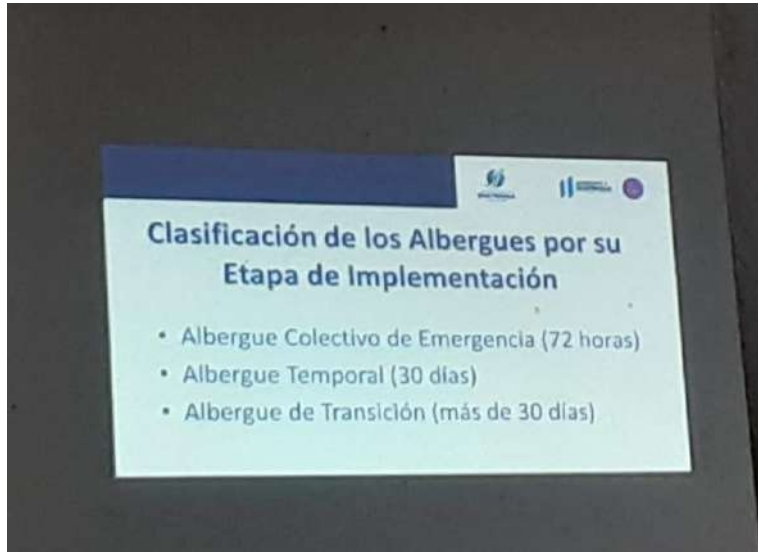 Clasificación de los Albergues por su
Etapa de Implementación
• Albergue Colectivo de Emergencia (72 horas)
• Albergue Temporal (30 días)
• Albergue de Transición (más de 30 días)